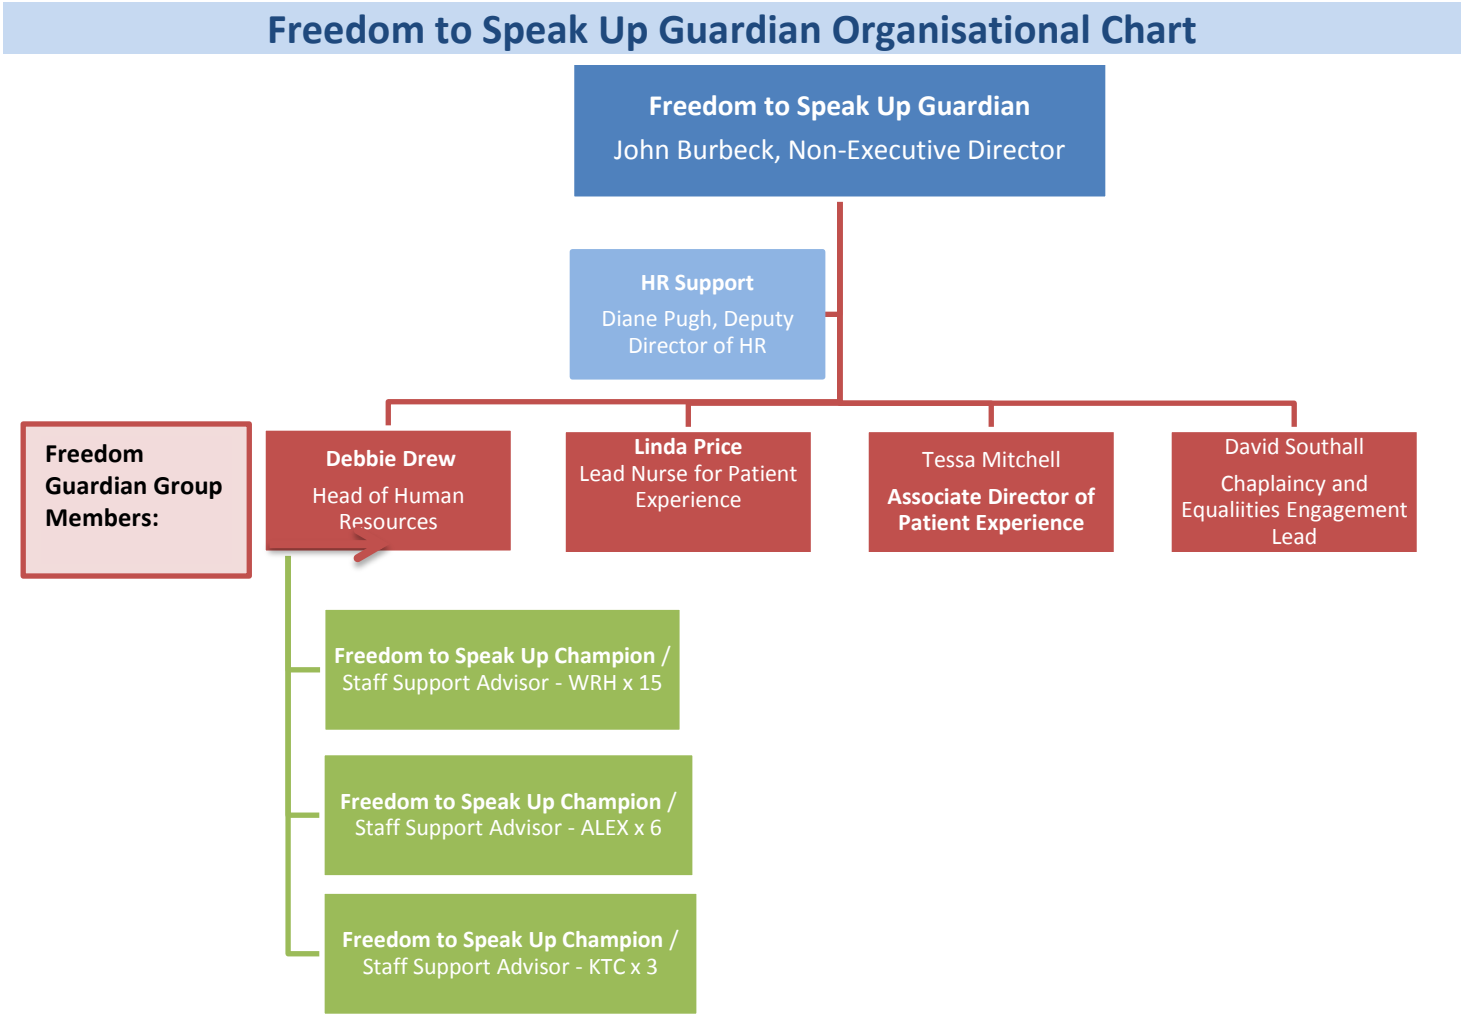 Freedom to Speak Up Guardian Organisational Chart
Freedom to Speak Up Guardian
John Burbeck, Non-Executive Director
HR Support
Diane Pugh, Deputy
Director of HR
Freedom
Guardian Group
Members:
Debbie Drew
Head of Human
Resources
Linda Price
Lead Nurse for Patient
Experience
Tessa Mitchell
Associate Director of
Patient Experience
David Southall
Chaplaincy and
Equaliities Engagement
Lead
Freedom to Speak Up Champion /
Staff Support Advisor - WRH x 15
Freedom to Speak Up Champion /
Staff Support Advisor - ALEX x 6
Freedom to Speak Up Champion /
Staff Support Advisor - KTC x 3